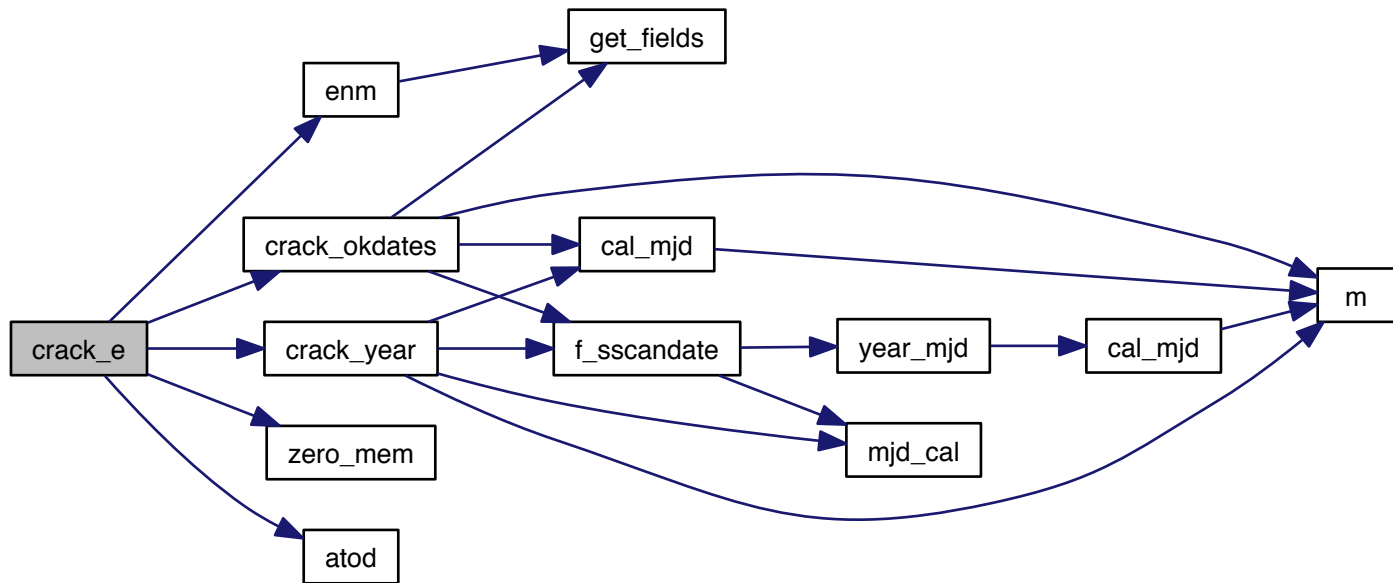 get_fields
enm
crack_okdates
cal_mjd
m
crack_e
crack_year
f_sscandate
year_mjd
cal_mjd
zero_mem
mjd_cal
atod